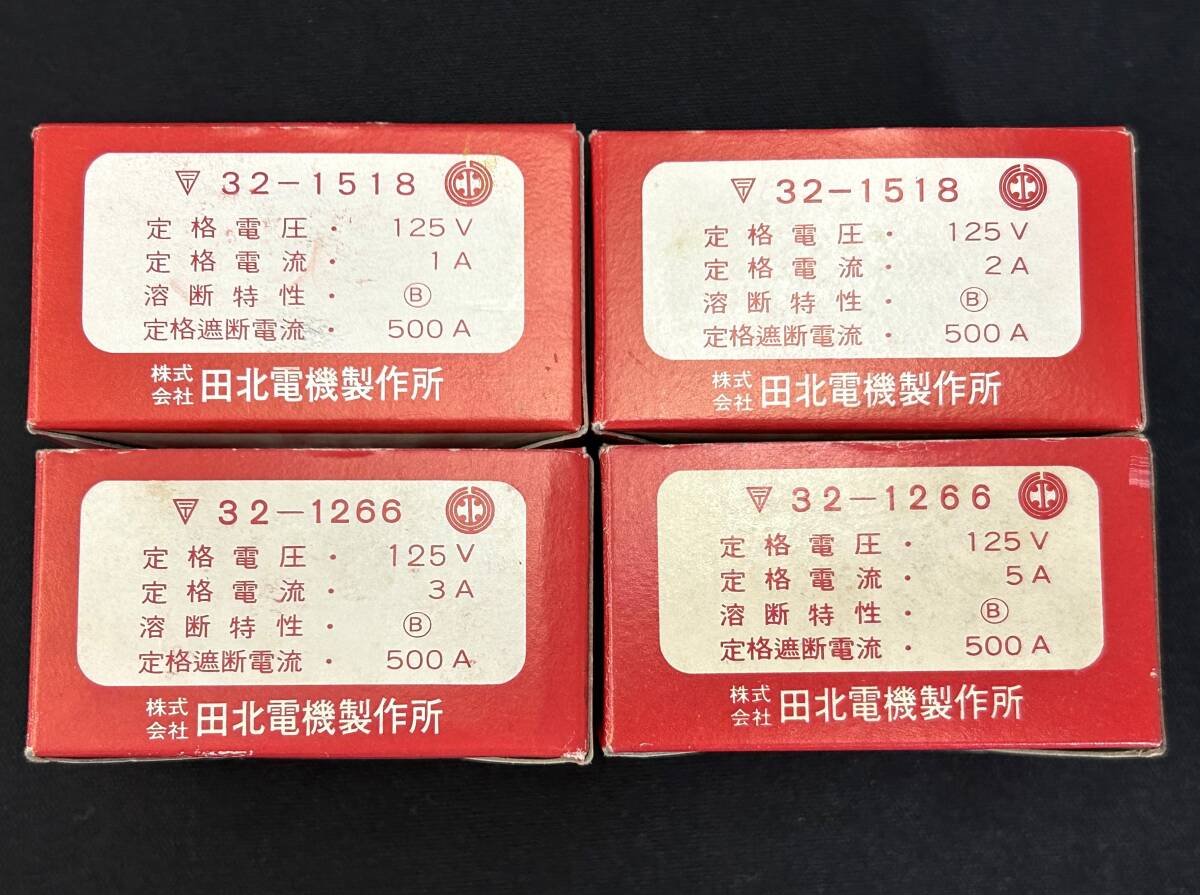 〒 32-1518
定格電圧・ 125V
定格電流・ 1A
溶断特性・ Ⓑ
定格遮断電流・ 500A
株式会社 田北電機製作所
〒 32-1518
定格電圧・ 125V
定格電流・ 2A
溶断特性・ Ⓑ
定格遮断電流・ 500A
株式会社 田北電機製作所
〒 32-1266
定格電圧・ 125V
定格電流・ 3A
溶断特性・ Ⓑ
定格遮断電流・ 500A
株式会社 田北電機製作所
〒 32-1266
定格電圧・ 125V
定格電流・ 5A
溶断特性・ Ⓑ
定格遮断電流・ 500A
株式会社 田北電機製作所